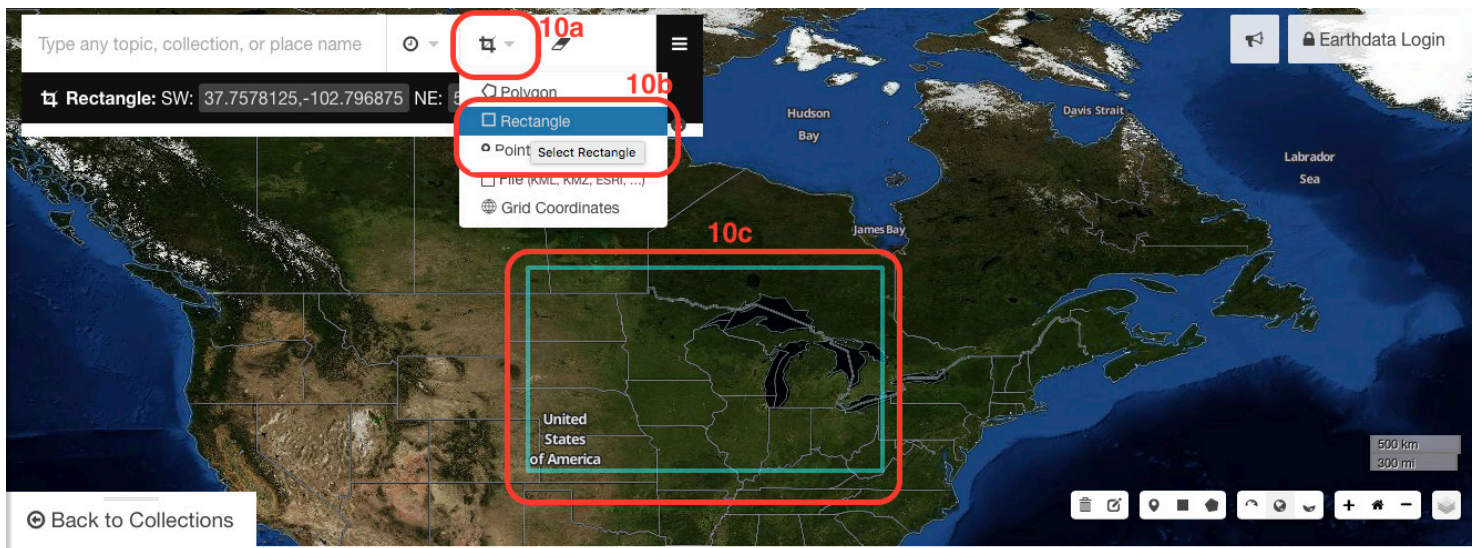 10a
Type any topic, collection, or place name
Earthdata Login
Rectangle: SW: 37.7578125,-102.796875 NE: 5
10b
Polygon
Rectangle
Point
Select Rectangle
File (KML, KMZ, ESRI, ...)
Grid Coordinates
Hudson
Bay
Davis Strait
Labrador
Sea
James Bay
10c
United
States
of America
500 km
300 mi
Back to Collections